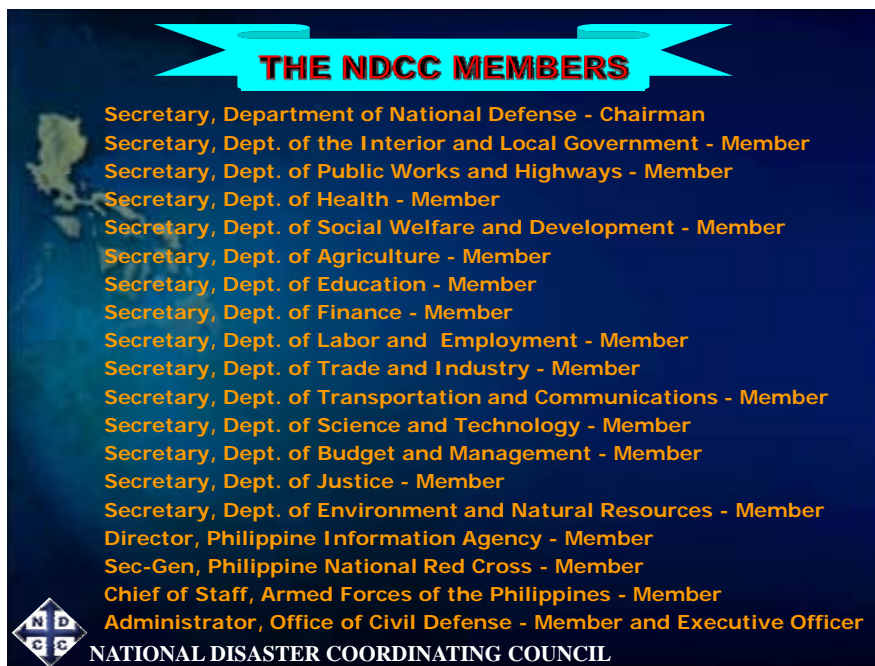 THE NDCC MEMBERS
Secretary, Department of National Defense - Chairman
Secretary, Dept. of the Interior and Local Government - Member
Secretary, Dept. of Public Works and Highways - Member
Secretary, Dept. of Health - Member
Secretary, Dept. of Social Welfare and Development - Member
Secretary, Dept. of Agriculture - Member
Secretary, Dept. of Education - Member
Secretary, Dept. of Finance - Member
Secretary, Dept. of Labor and Employment - Member
Secretary, Dept. of Trade and Industry - Member
Secretary, Dept. of Transportation and Communications - Member
Secretary, Dept. of Science and Technology - Member
Secretary, Dept. of Budget and Management - Member
Secretary, Dept. of Justice - Member
Secretary, Dept. of Environment and Natural Resources - Member
Director, Philippine Information Agency - Member
Sec-Gen, Philippine National Red Cross - Member
Chief of Staff, Armed Forces of the Philippines - Member
Administrator, Office of Civil Defense - Member and Executive Officer
N D
C C
NATIONAL DISASTER COORDINATING COUNCIL